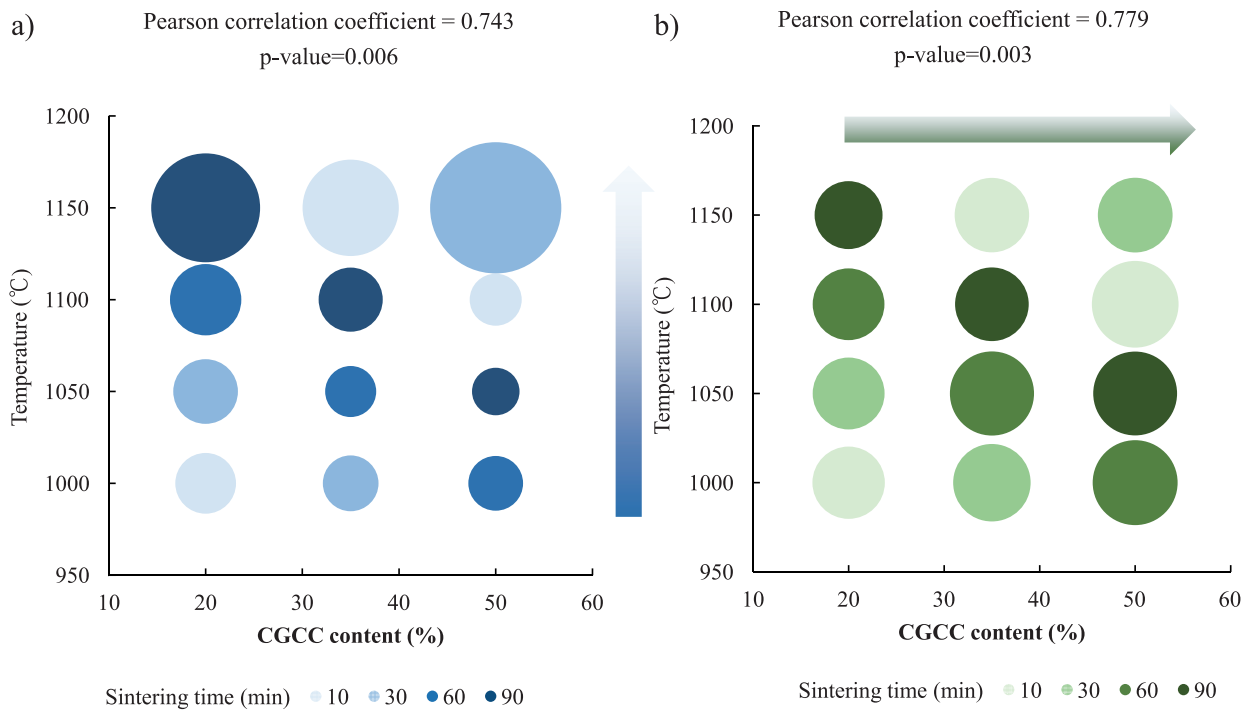 a)
Pearson correlation coefficient = 0.743
p-value=0.006
1200
1150
1100
1050
1000
950
Temperature (℃)
10 20 30 40 50 60
CGCC content (%)
Sintering time (min) 10 30 60 90
b)
Pearson correlation coefficient = 0.779
p-value=0.003
1200
1150
1100
1050
1000
950
Temperature (℃)
10 20 30 40 50 60
CGCC content (%)
Sintering time (min) 10 30 60 90